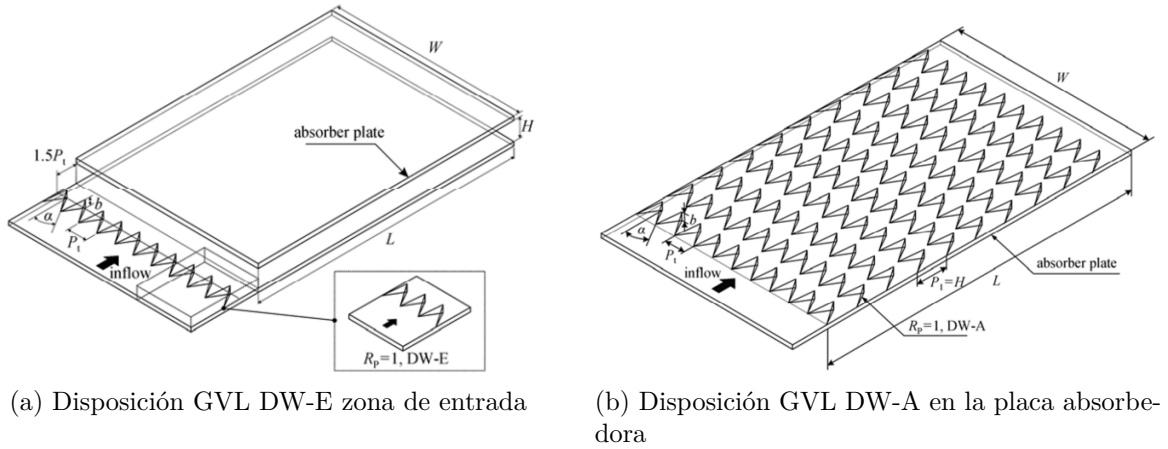 W
H
absorber plate
1.5Pt
b
α
Pt
L
inflow
RP=1, DW-E
(a) Disposición GVL DW-E zona de entrada
W
b
α
Pt
inflow
absorber plate
Pt=H
L
RP=1, DW-A
(b) Disposición GVL DW-A en la placa absorbe-
dora